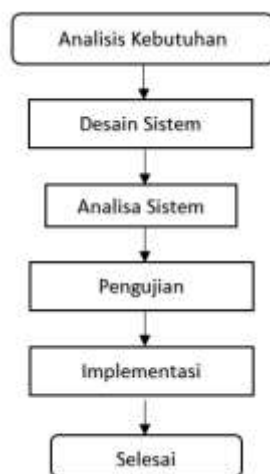 Analisis Kebutuhan
Desain Sistem
Analisa Sistem
Pengujian
Implementasi
Selesai